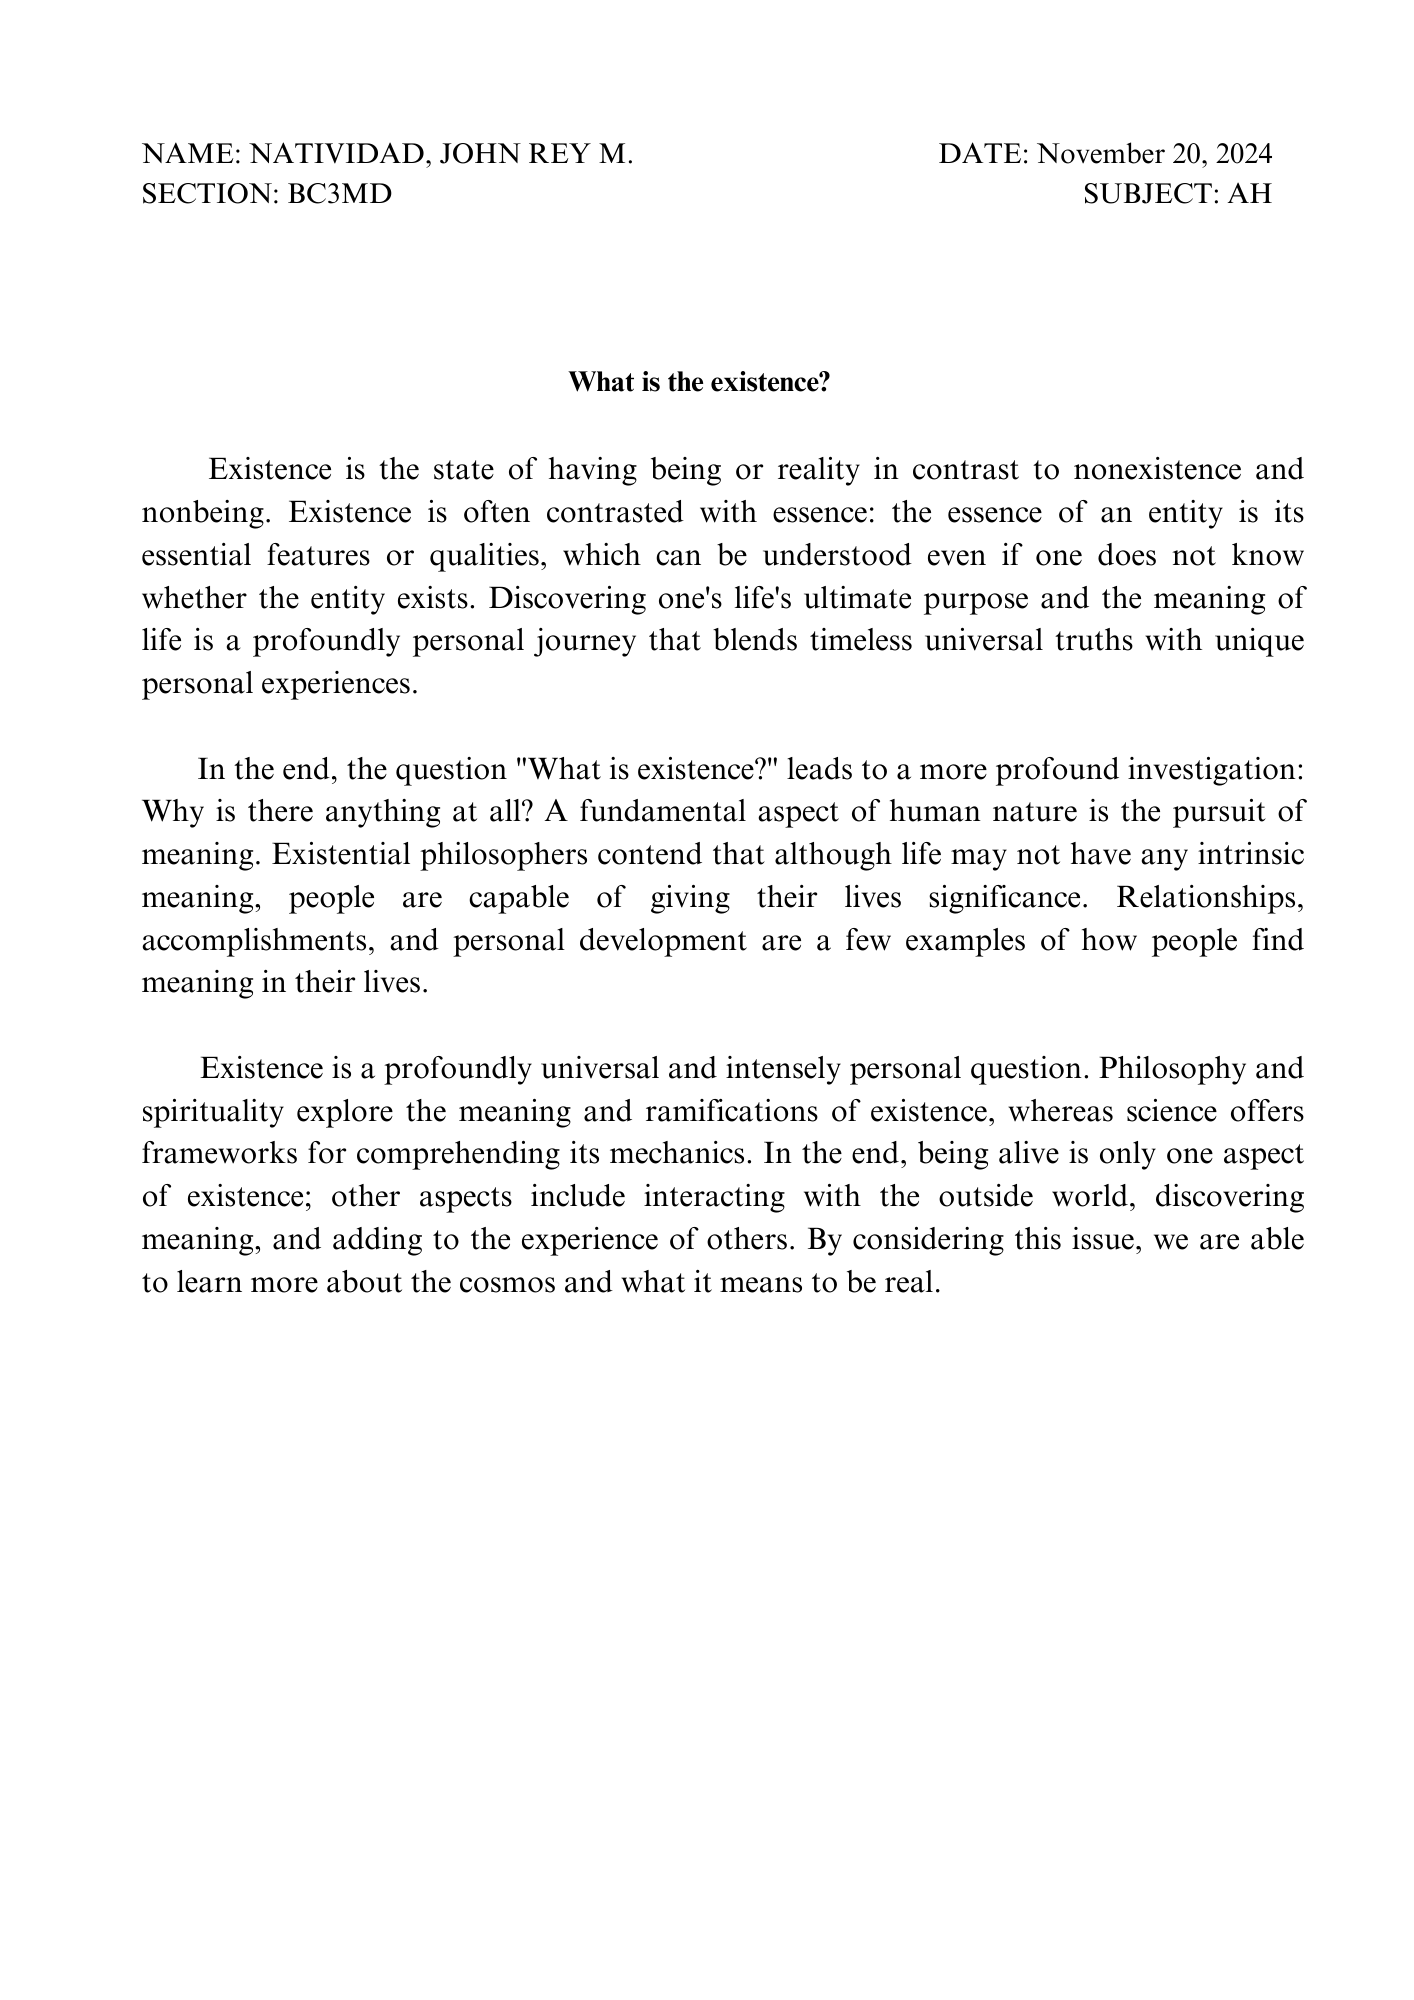 NAME: NATIVIDAD, JOHN REY M. DATE: November 20, 2024
SECTION: BC3MD SUBJECT: AH
What is the existence?
Existence is the state of having being or reality in contrast to nonexistence and
nonbeing. Existence is often contrasted with essence: the essence of an entity is its
essential features or qualities, which can be understood even if one does not know
whether the entity exists. Discovering one's life's ultimate purpose and the meaning of
life is a profoundly personal journey that blends timeless universal truths with unique
personal experiences.
In the end, the question "What is existence?" leads to a more profound investigation:
Why is there anything at all? A fundamental aspect of human nature is the pursuit of
meaning. Existential philosophers contend that although life may not have any intrinsic
meaning, people are capable of giving their lives significance. Relationships,
accomplishments, and personal development are a few examples of how people find
meaning in their lives.
Existence is a profoundly universal and intensely personal question. Philosophy and
spirituality explore the meaning and ramifications of existence, whereas science offers
frameworks for comprehending its mechanics. In the end, being alive is only one aspect
of existence; other aspects include interacting with the outside world, discovering
meaning, and adding to the experience of others. By considering this issue, we are able
to learn more about the cosmos and what it means to be real.